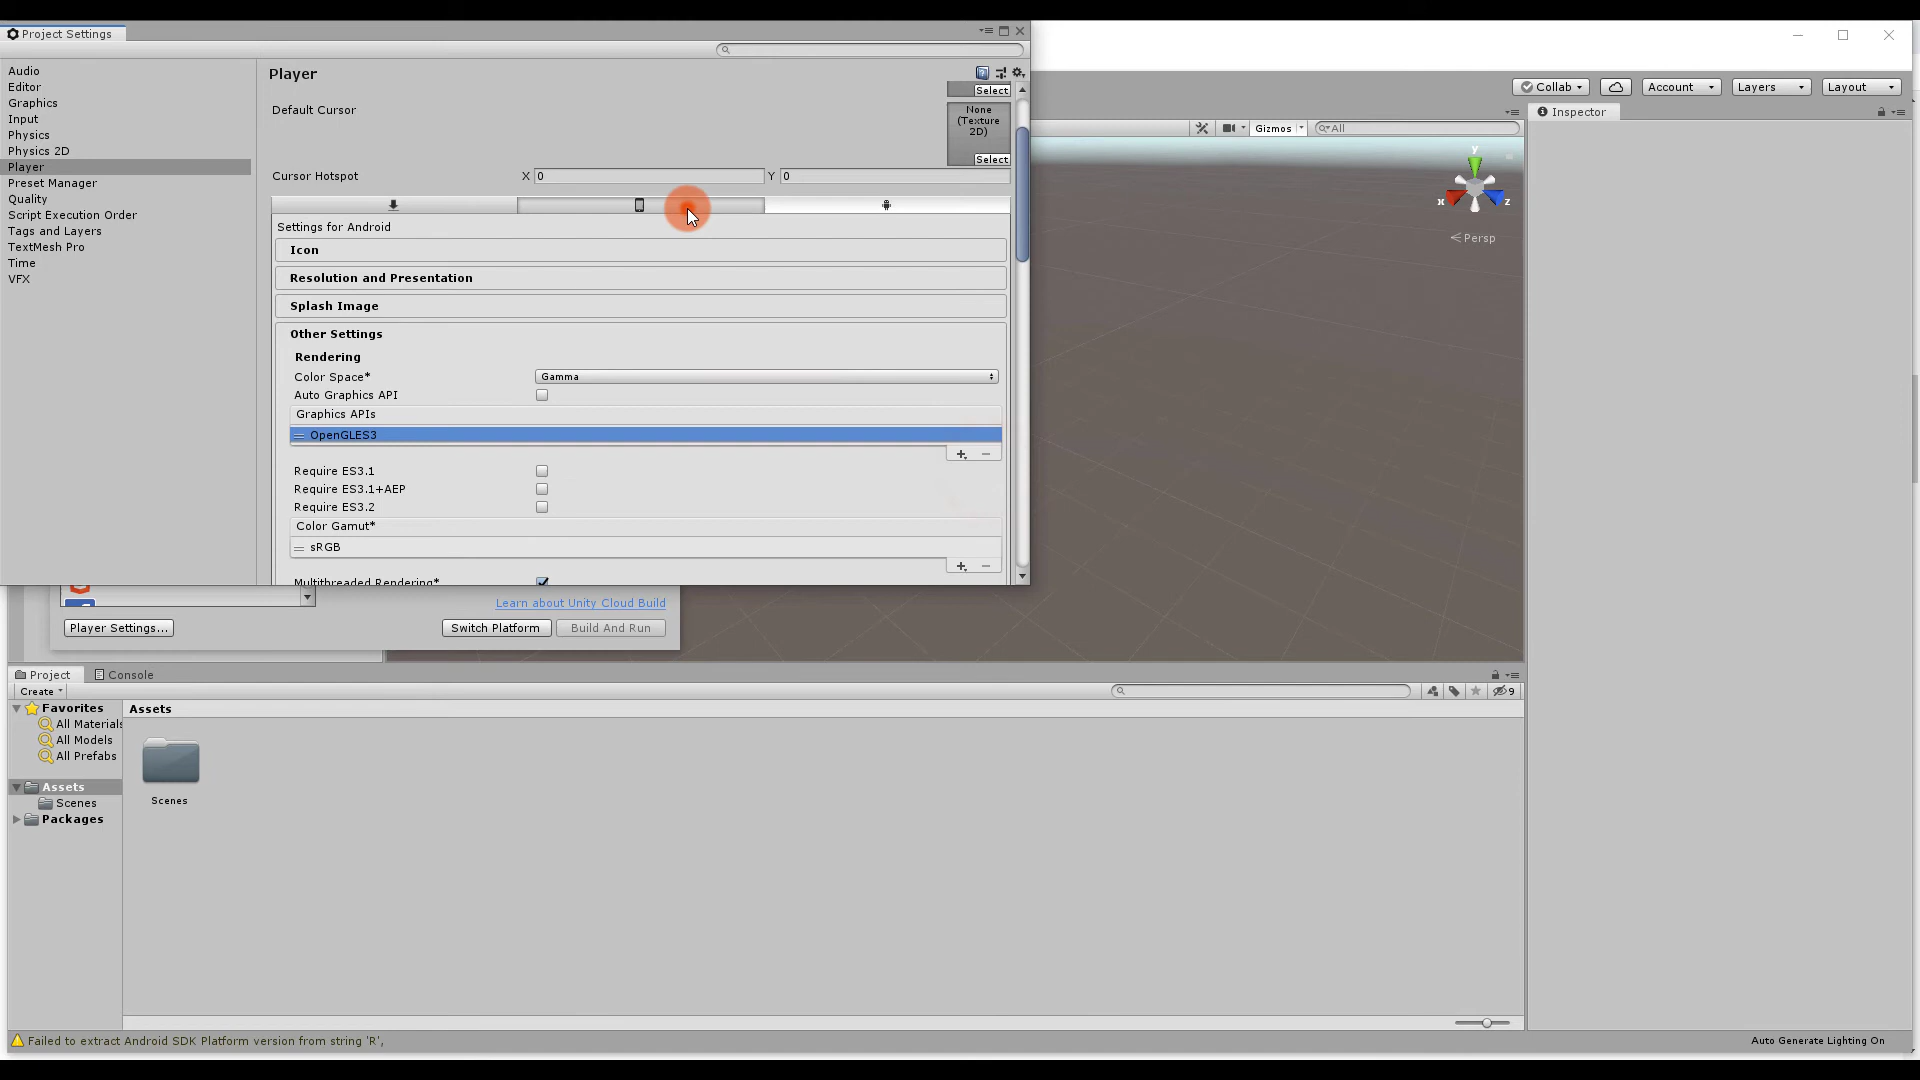 Project Settings
Audio
Editor
Graphics
Input
Physics
Physics 2D
Player
Preset Manager
Quality
Script Execution Order
Tags and Layers
TextMesh Pro
Time
VFX
Player
Select
Default Cursor
None
(Texture
2D)
Select
Cursor Hotspot X 0 Y 0
Settings for Android
Icon
Resolution and Presentation
Splash Image
Other Settings
Rendering
Color Space* Gamma
Auto Graphics API
Graphics APIs
OpenGLES3
Require ES3.1
Require ES3.1+AEP
Require ES3.2
Color Gamut*
sRGB
Multithreaded Rendering*
Learn about Unity Cloud Build
Player Settings...
Switch Platform
Build And Run
Collab
Account
Layers
Layout
Gizmos
All
y
x
z
Persp
Inspector
Project
Console
Create
9
Favorites
All Materials
All Models
All Prefabs
Assets
Scenes
Packages
Assets
Scenes
Failed to extract Android SDK Platform version from string 'R',
Auto Generate Lighting On